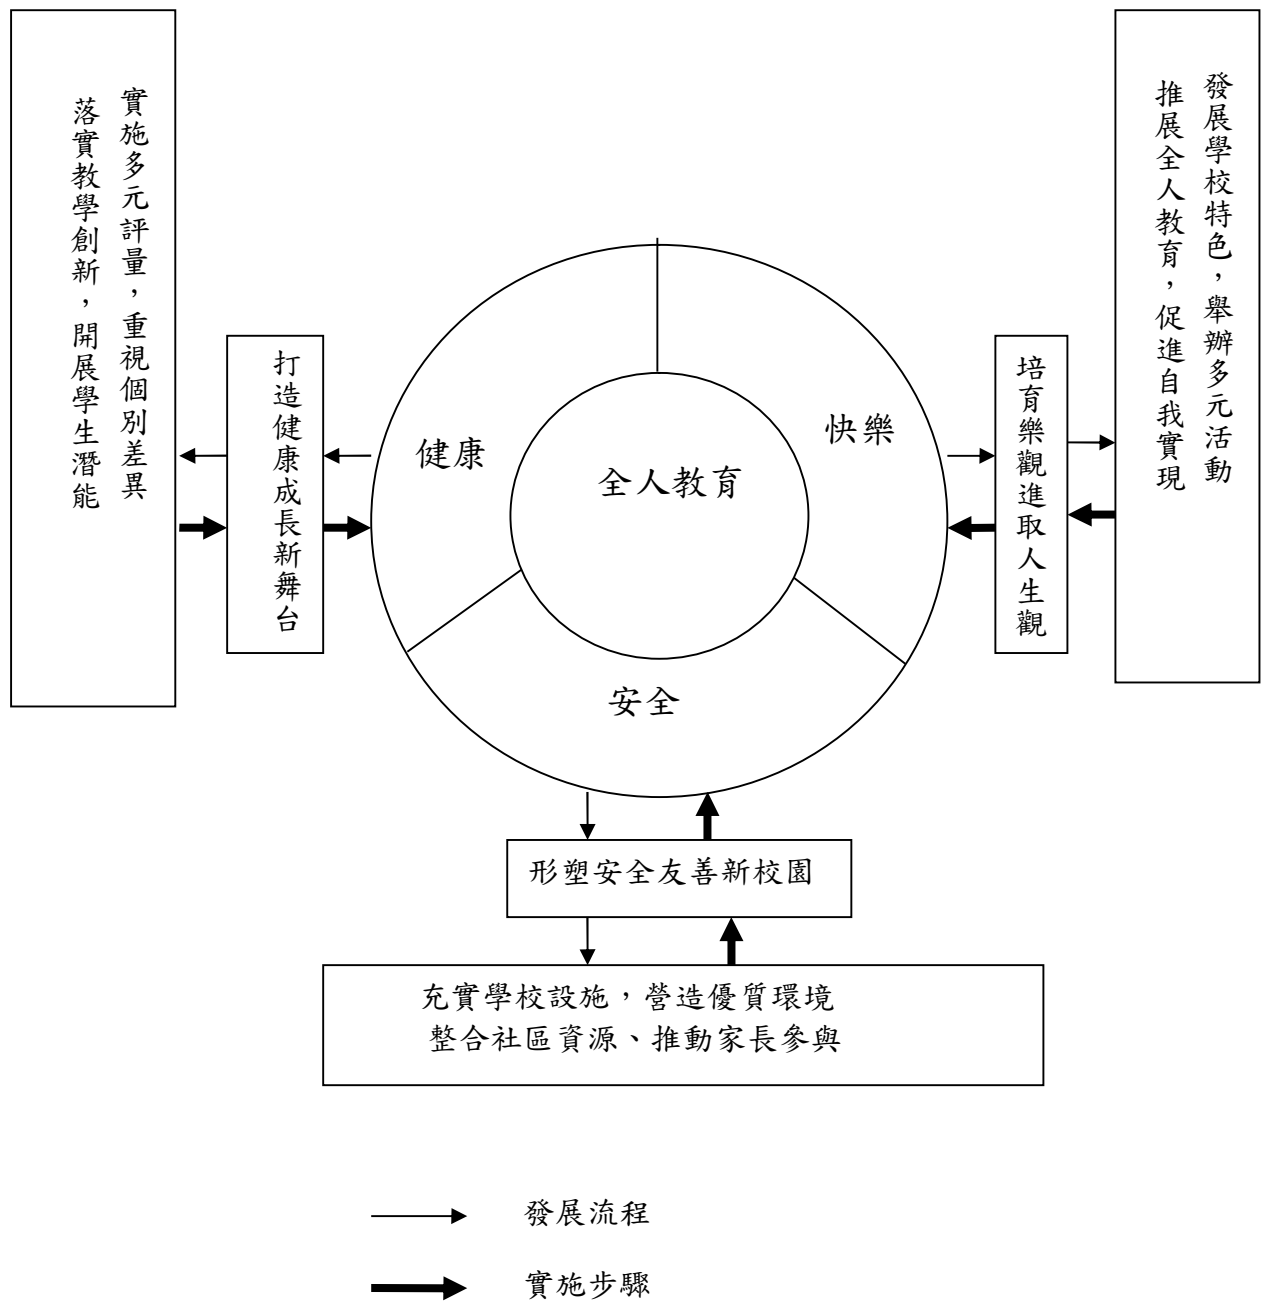 實施多元評量，重視個別差異
落實教學創新，開展學生潛能
打造健康成長新舞台
健康
全人教育
快樂
安全
培育樂觀進取人生觀
發展學校特色，舉辦多元活動
推展全人教育，促進自我實現
形塑安全友善新校園
充實學校設施，營造優質環境
整合社區資源、推動家長參與
發展流程
實施步驟